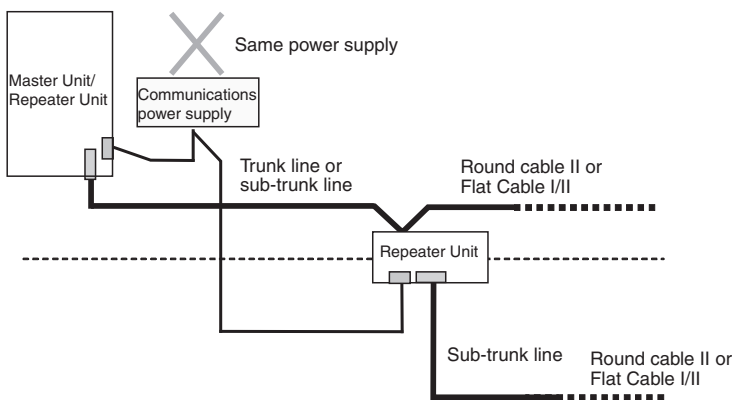 Same power supply
Master Unit/
Repeater Unit
Communications
power supply
Trunk line or
sub-trunk line
Round cable II or
Flat Cable I/II
Repeater Unit
Sub-trunk line
Round cable II or
Flat Cable I/II